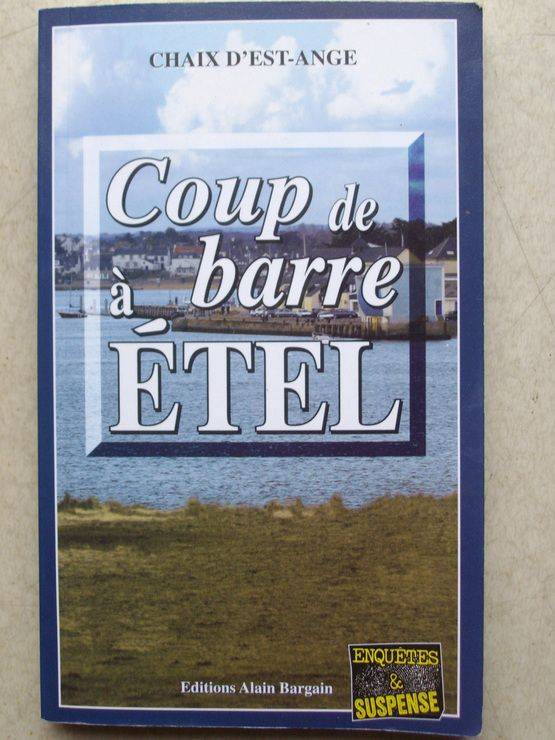 CHAIX D'EST-ANGE
Coup de
barre
à
ÉTEL
Editions Alain Bargain
ENQUÊTES
&
SUSPENSE